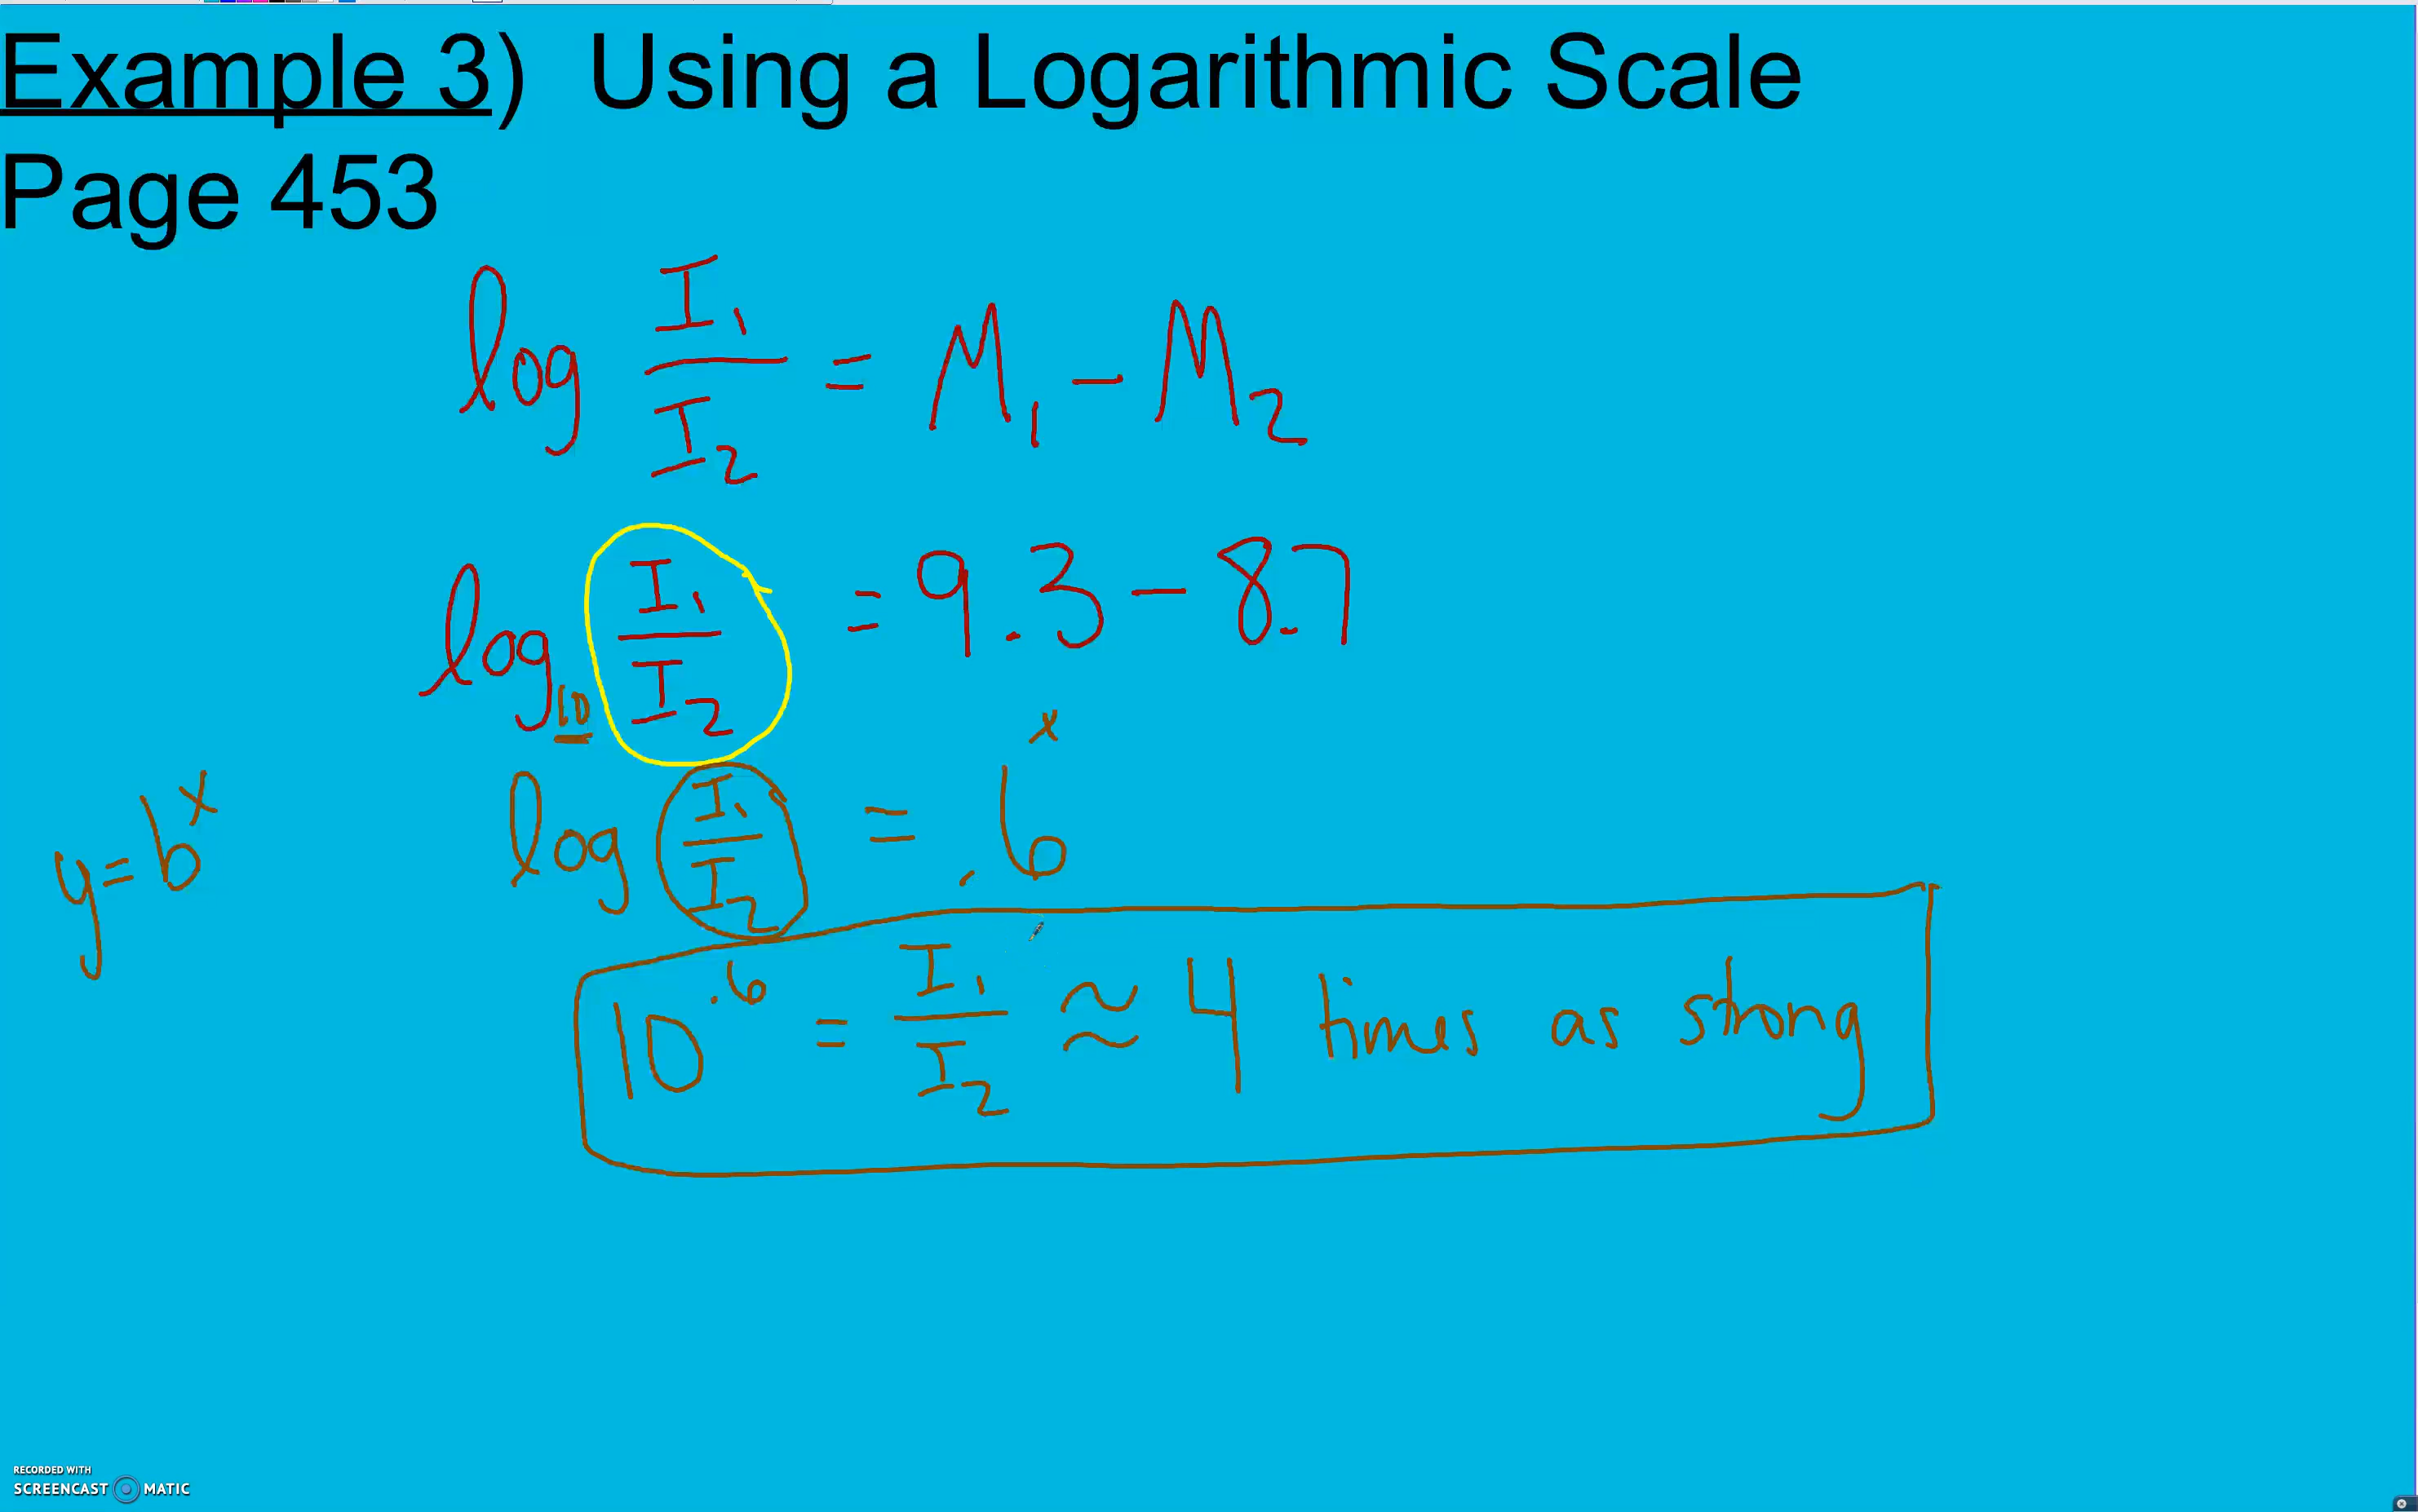 Example 3) Using a Logarithmic Scale
Page 453
log I₁/I₂ = M₁ - M₂
log₁₀ I₁/I₂ = 9.3 - 8.7
x
log I₁/I₂ = .6
y = bˣ
10^.6 = I₁/I₂ ≈ 4 times as strong
RECORDED WITH
SCREENCAST MATIC